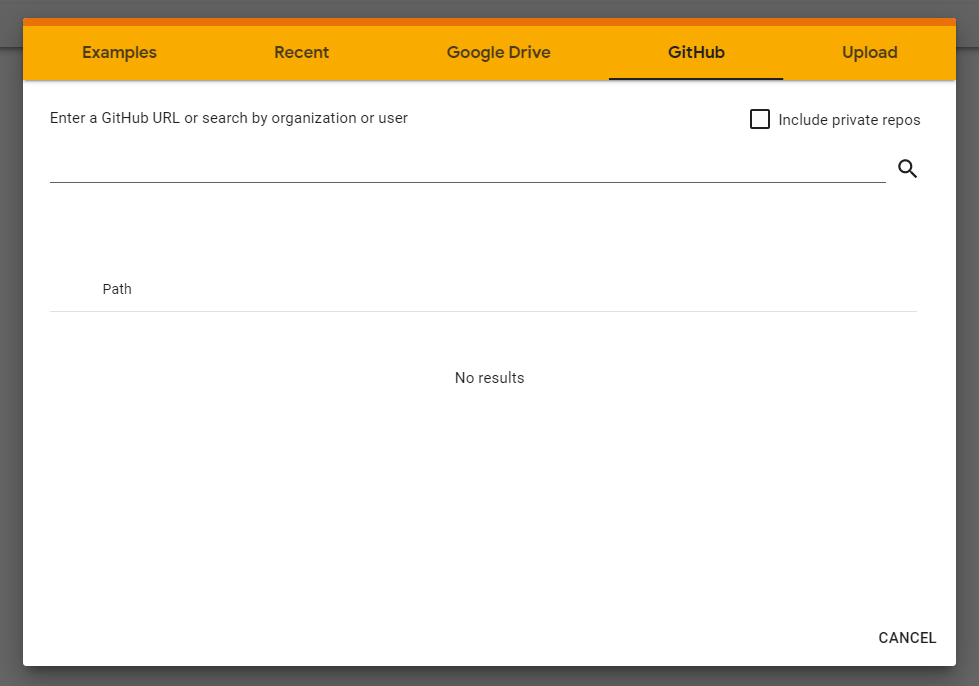 Examples Recent Google Drive GitHub Upload
Enter a GitHub URL or search by organization or user Include private repos
Path
No results
CANCEL